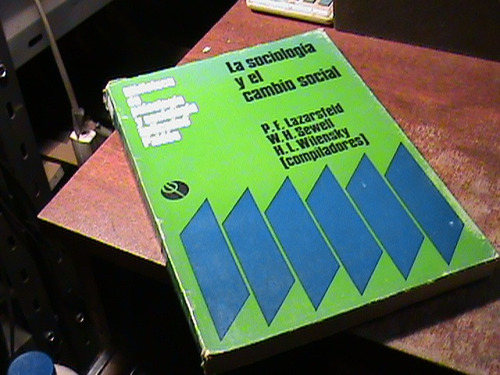 La sociología
y el
cambio social
P. F. Lazarsfeld
W. H. Sewell
H. L. Wilensky
(compiladores)